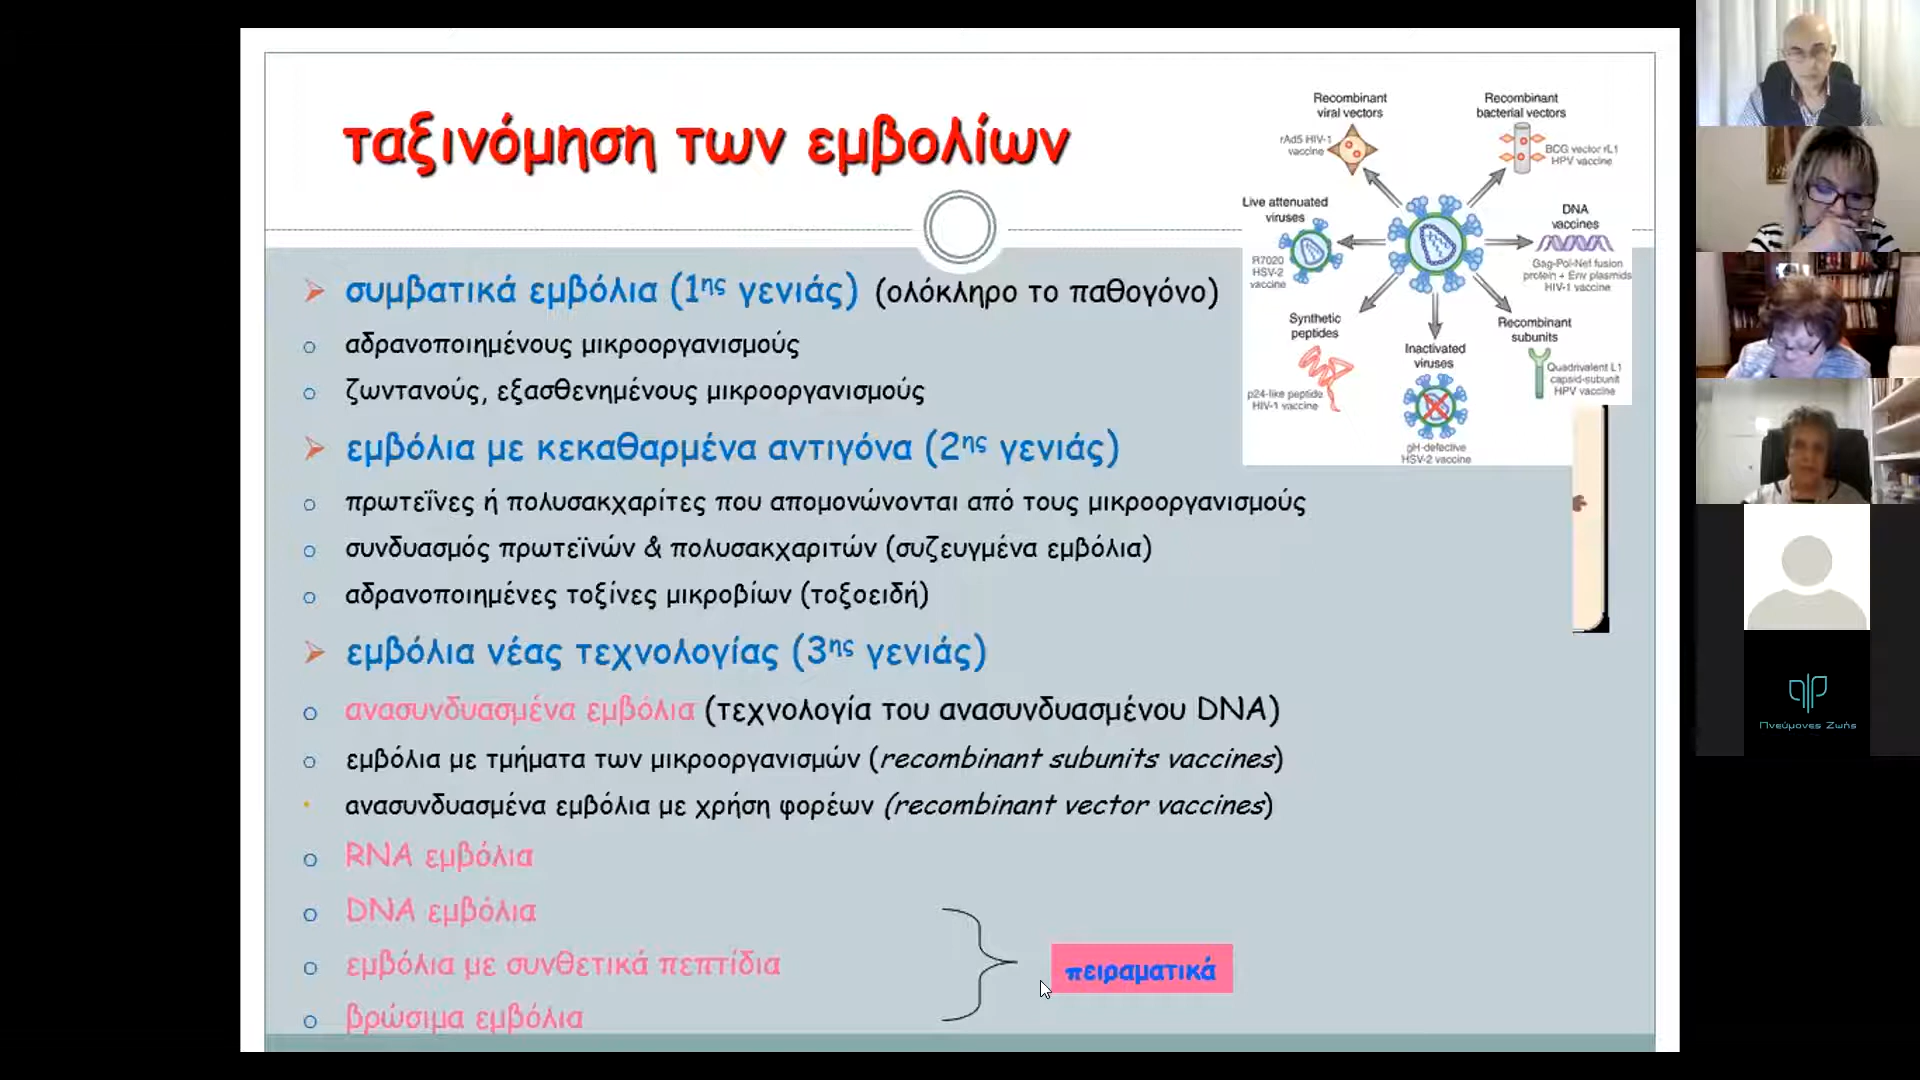 ταξινόμηση των εμβολίων
συμβατικά εμβόλια (1ης γενιάς) (ολόκληρο το παθογόνο)
αδρανοποιημένους μικροοργανισμούς
ζωντανούς, εξασθενημένους μικροοργανισμούς
εμβόλια με κεκαθαρμένα αντιγόνα (2ης γενιάς)
πρωτεΐνες ή πολυσακχαρίτες που απομονώνονται από τους μικροοργανισμούς
συνδυασμός πρωτεϊνών & πολυσακχαριτών (συζευγμένα εμβόλια)
αδρανοποιημένες τοξίνες μικροβίων (τοξοειδή)
εμβόλια νέας τεχνολογίας (3ης γενιάς)
ανασυνδυασμένα εμβόλια (τεχνολογία του ανασυνδυασμένου DNA)
εμβόλια με τμήματα των μικροοργανισμών (recombinant subunits vaccines)
ανασυνδυασμένα εμβόλια με χρήση φορέων (recombinant vector vaccines)
RNA εμβόλια
DNA εμβόλια
εμβόλια με συνθετικά πεπτίδια
βρώσιμα εμβόλια
πειραματικά
Recombinant
viral vectors
rAd5 HIV-1
vaccine
Recombinant
bacterial vectors
BCG vector rL1
HPV vaccine
Live attenuated
viruses
R7020
HSV-2
vaccine
DNA
vaccines
Gag-Pol-Nef fusion
protein + Env plasmids
HIV-1 vaccine
Synthetic
peptides
p24-like peptide
HIV-1 vaccine
Inactivated
viruses
gH-defective
HSV-2 vaccine
Recombinant
subunits
Quadrivalent L1
capsid-subunit
HPV vaccine
Πνεύμονες Ζωής